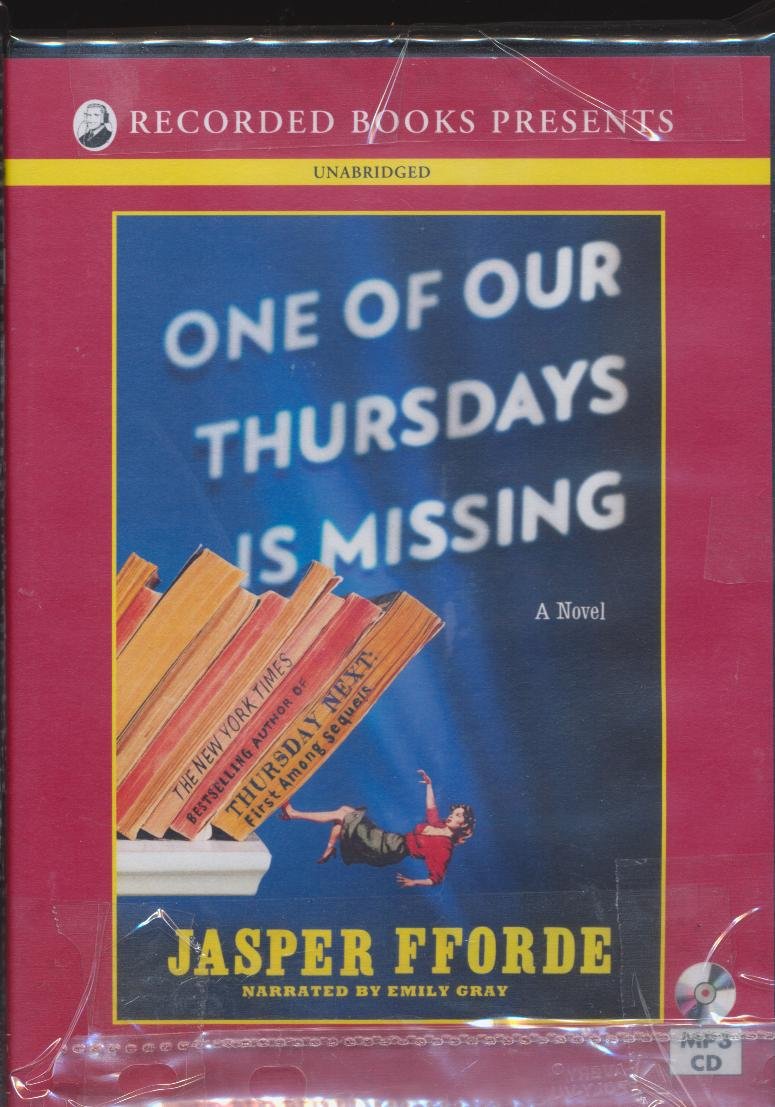 RECORDED BOOKS PRESENTS
UNABRIDGED
ONE OF OUR
THURSDAYS
IS MISSING
A Novel
THE NEW YORK TIMES
BESTSELLING AUTHOR OF
THURSDAY NEXT:
First Among Sequels
JASPER FFORDE
NARRATED BY EMILY GRAY
MP3
CD